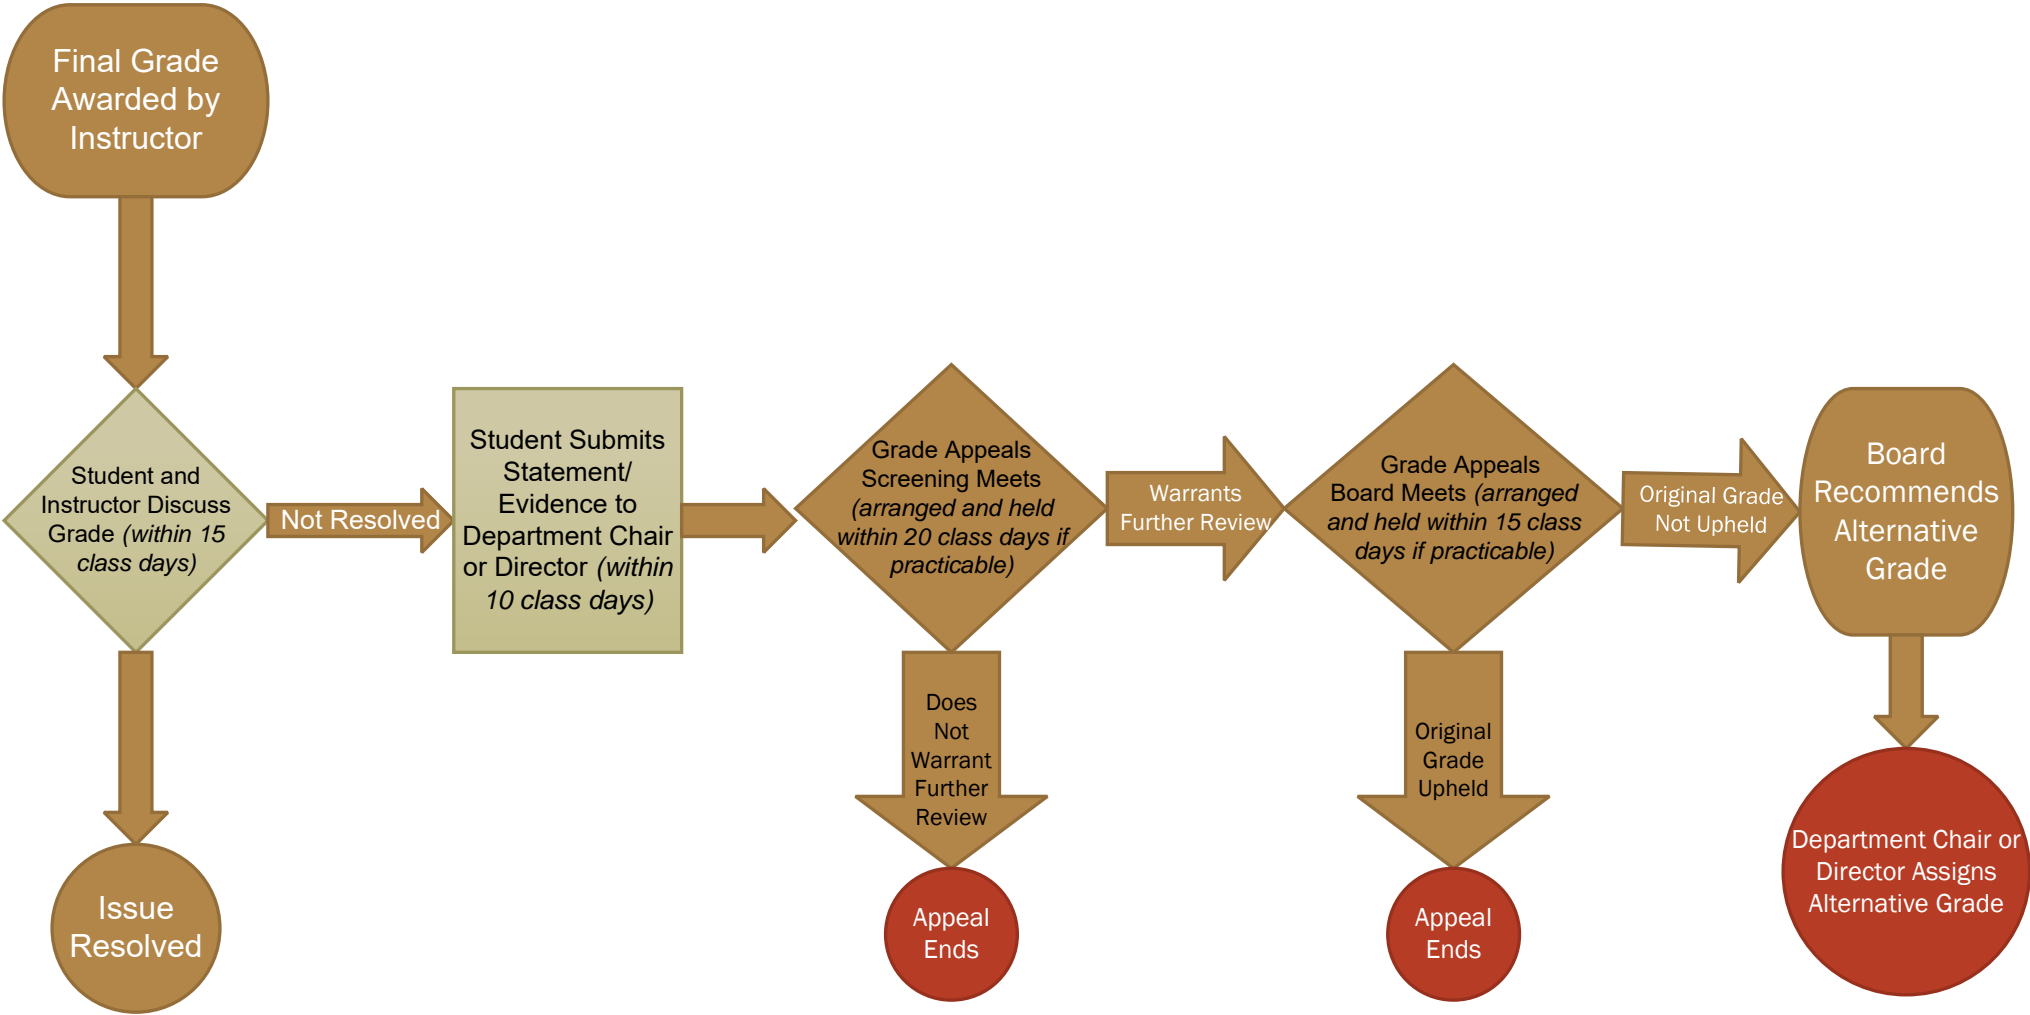 Final Grade
Awarded by
Instructor
Student and
Instructor Discuss
Grade (within 15
class days)
Not Resolved
Issue
Resolved
Student Submits
Statement/
Evidence to
Department Chair
or Director (within
10 class days)
Grade Appeals
Screening Meets
(arranged and held
within 20 class days if
practicable)
Does
Not
Warrant
Further
Review
Appeal
Ends
Warrants
Further Review
Grade Appeals
Board Meets (arranged
and held within 15 class
days if practicable)
Original
Grade
Upheld
Appeal
Ends
Original Grade
Not Upheld
Board
Recommends
Alternative
Grade
Department Chair or
Director Assigns
Alternative Grade